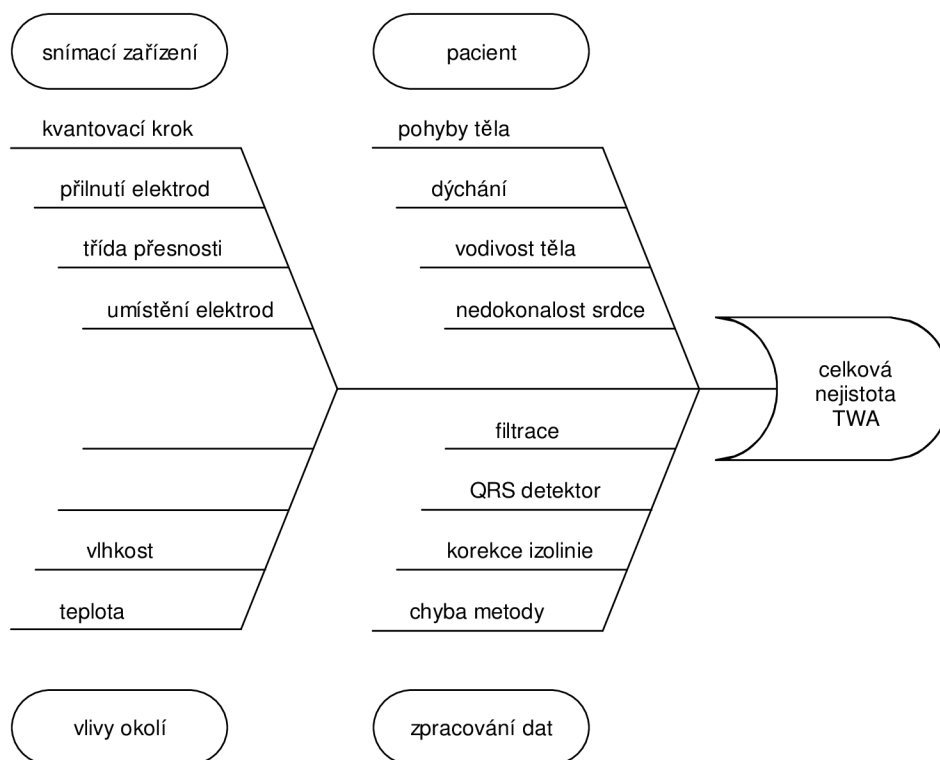 snímací zařízení
pacient
kvantovací krok
přilnutí elektrod
třída přesnosti
umístění elektrod
pohyby těla
dýchání
vodivost těla
nedokonalost srdce
celková
nejistota
TWA
filtrace
QRS detektor
korekce izolinie
chyba metody
vlhkost
teplota
vlivy okolí
zpracování dat